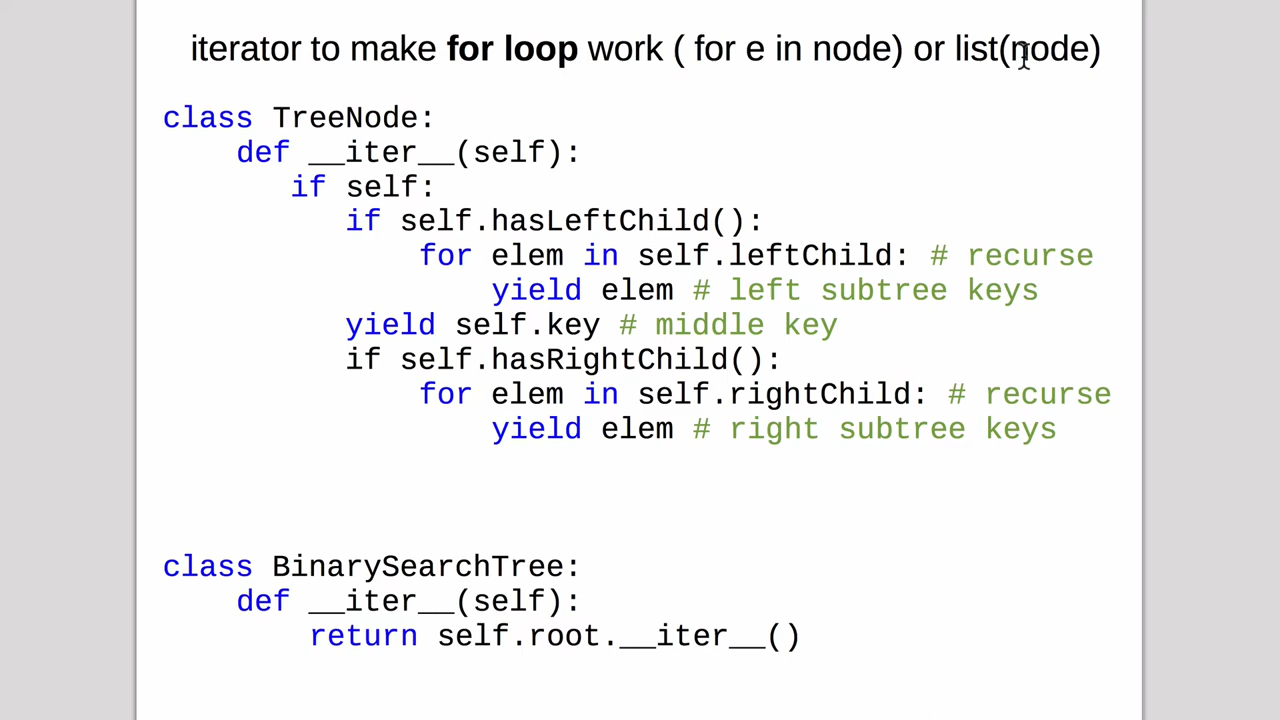 iterator to make for loop work ( for e in node) or list(node)
class TreeNode:
    def __iter__(self):
       if self:
          if self.hasLeftChild():
              for elem in self.leftChild: # recurse
                  yield elem # left subtree keys
          yield self.key # middle key
          if self.hasRightChild():
              for elem in self.rightChild: # recurse
                  yield elem # right subtree keys
class BinarySearchTree:
    def __iter__(self):
        return self.root.__iter__()